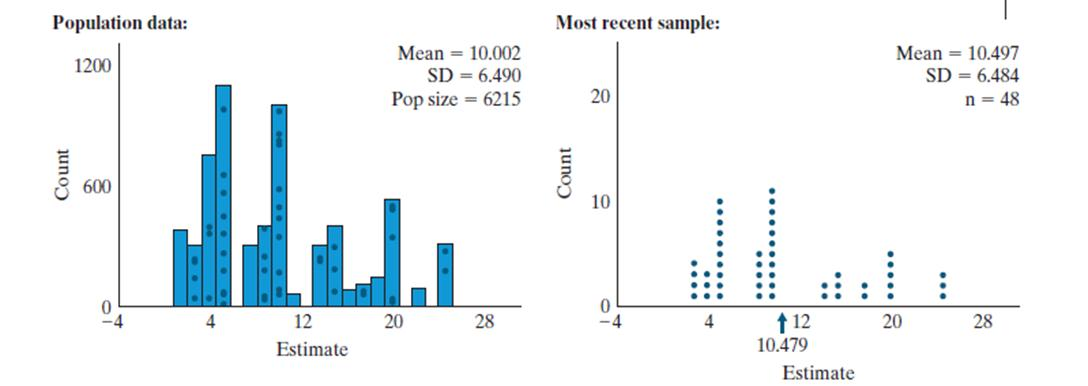 Population data:
Mean = 10.002
SD = 6.490
Pop size = 6215
1200
600
0
Count
−4
4
12
20
28
Estimate
Most recent sample:
Mean = 10.497
SD = 6.484
n = 48
20
10
0
Count
−4
4
12
20
28
10.479
Estimate